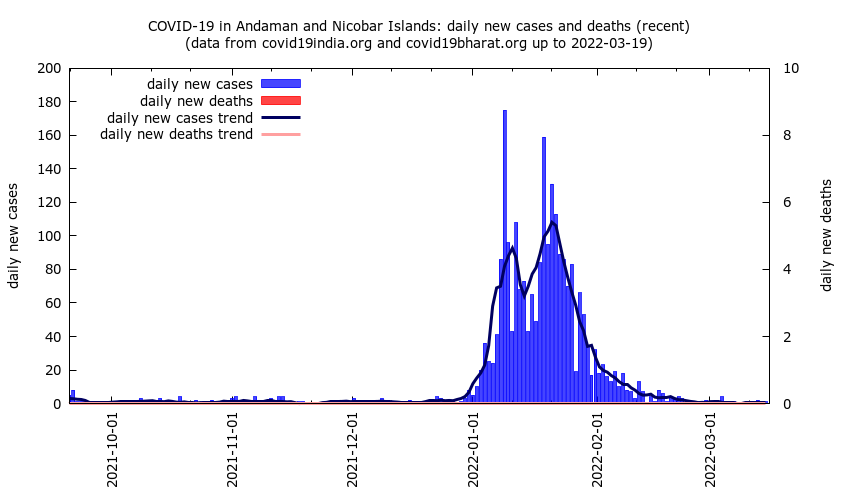 COVID-19 in Andaman and Nicobar Islands: daily new cases and deaths (recent)
(data from covid19india.org and covid19bharat.org up to 2022-03-19)
daily new cases
daily new deaths
daily new cases trend
daily new deaths trend
200
180
160
140
120
100
80
60
40
20
0
daily new cases
10
8
6
4
2
0
daily new deaths
2021-10-01
2021-11-01
2021-12-01
2022-01-01
2022-02-01
2022-03-01